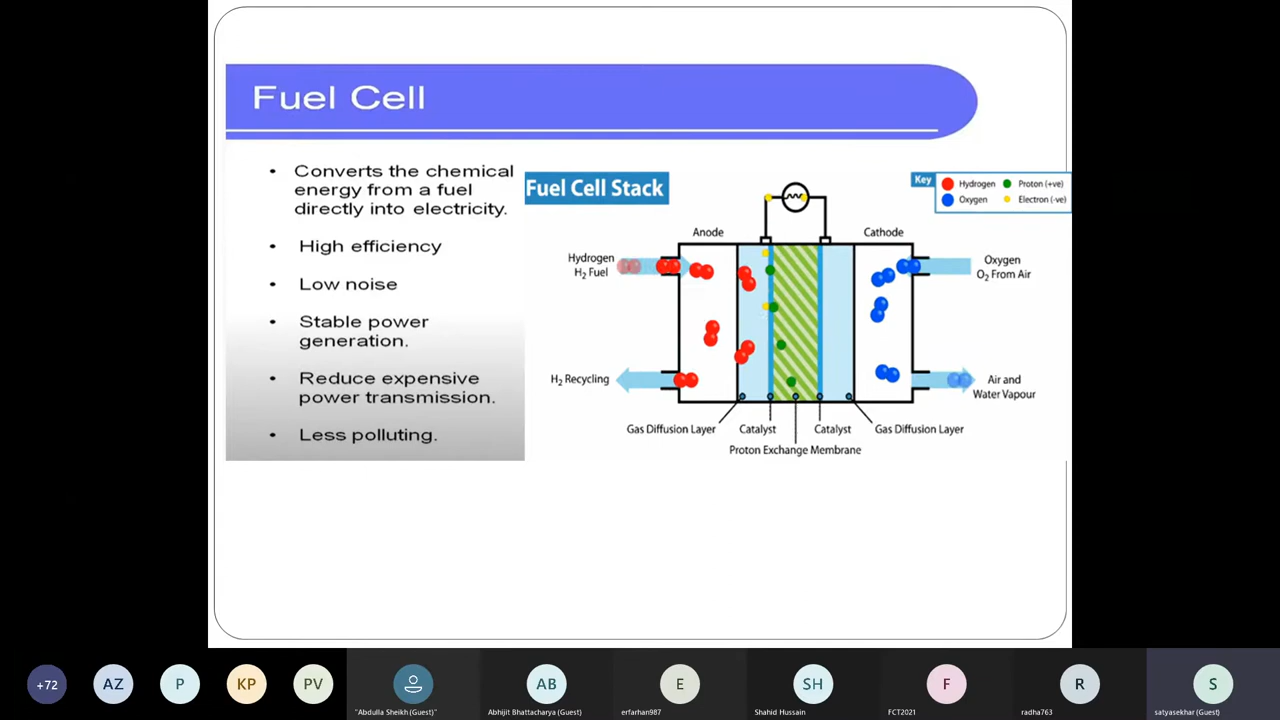 Fuel Cell
• Converts the chemical
energy from a fuel
directly into electricity.
• High efficiency
• Low noise
• Stable power
generation.
• Reduce expensive
power transmission.
• Less polluting.
Fuel Cell Stack
Key
Hydrogen
Proton (+ve)
Oxygen
Electron (-ve)
Anode
Cathode
Hydrogen
H₂ Fuel
Oxygen
O₂ From Air
H₂ Recycling
Air and
Water Vapour
Gas Diffusion Layer
Catalyst
Catalyst
Gas Diffusion Layer
Proton Exchange Membrane
+72
AZ
P
KP
PV
AB
E
SH
F
R
S
"Abdulla Sheikh (Guest)"
Abhijit Bhattacharya (Guest)
erfarhan987
Shahid Hussain
FCT2021
radha763
satyasekhar (Guest)